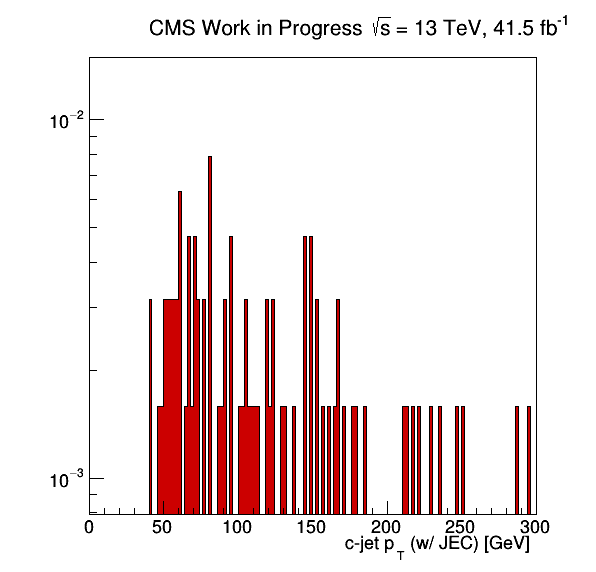 CMS Work in Progress √s = 13 TeV, 41.5 fb⁻¹
10⁻²
10⁻³
0 50 100 150 200 250 300
c-jet p_T (w/ JEC) [GeV]